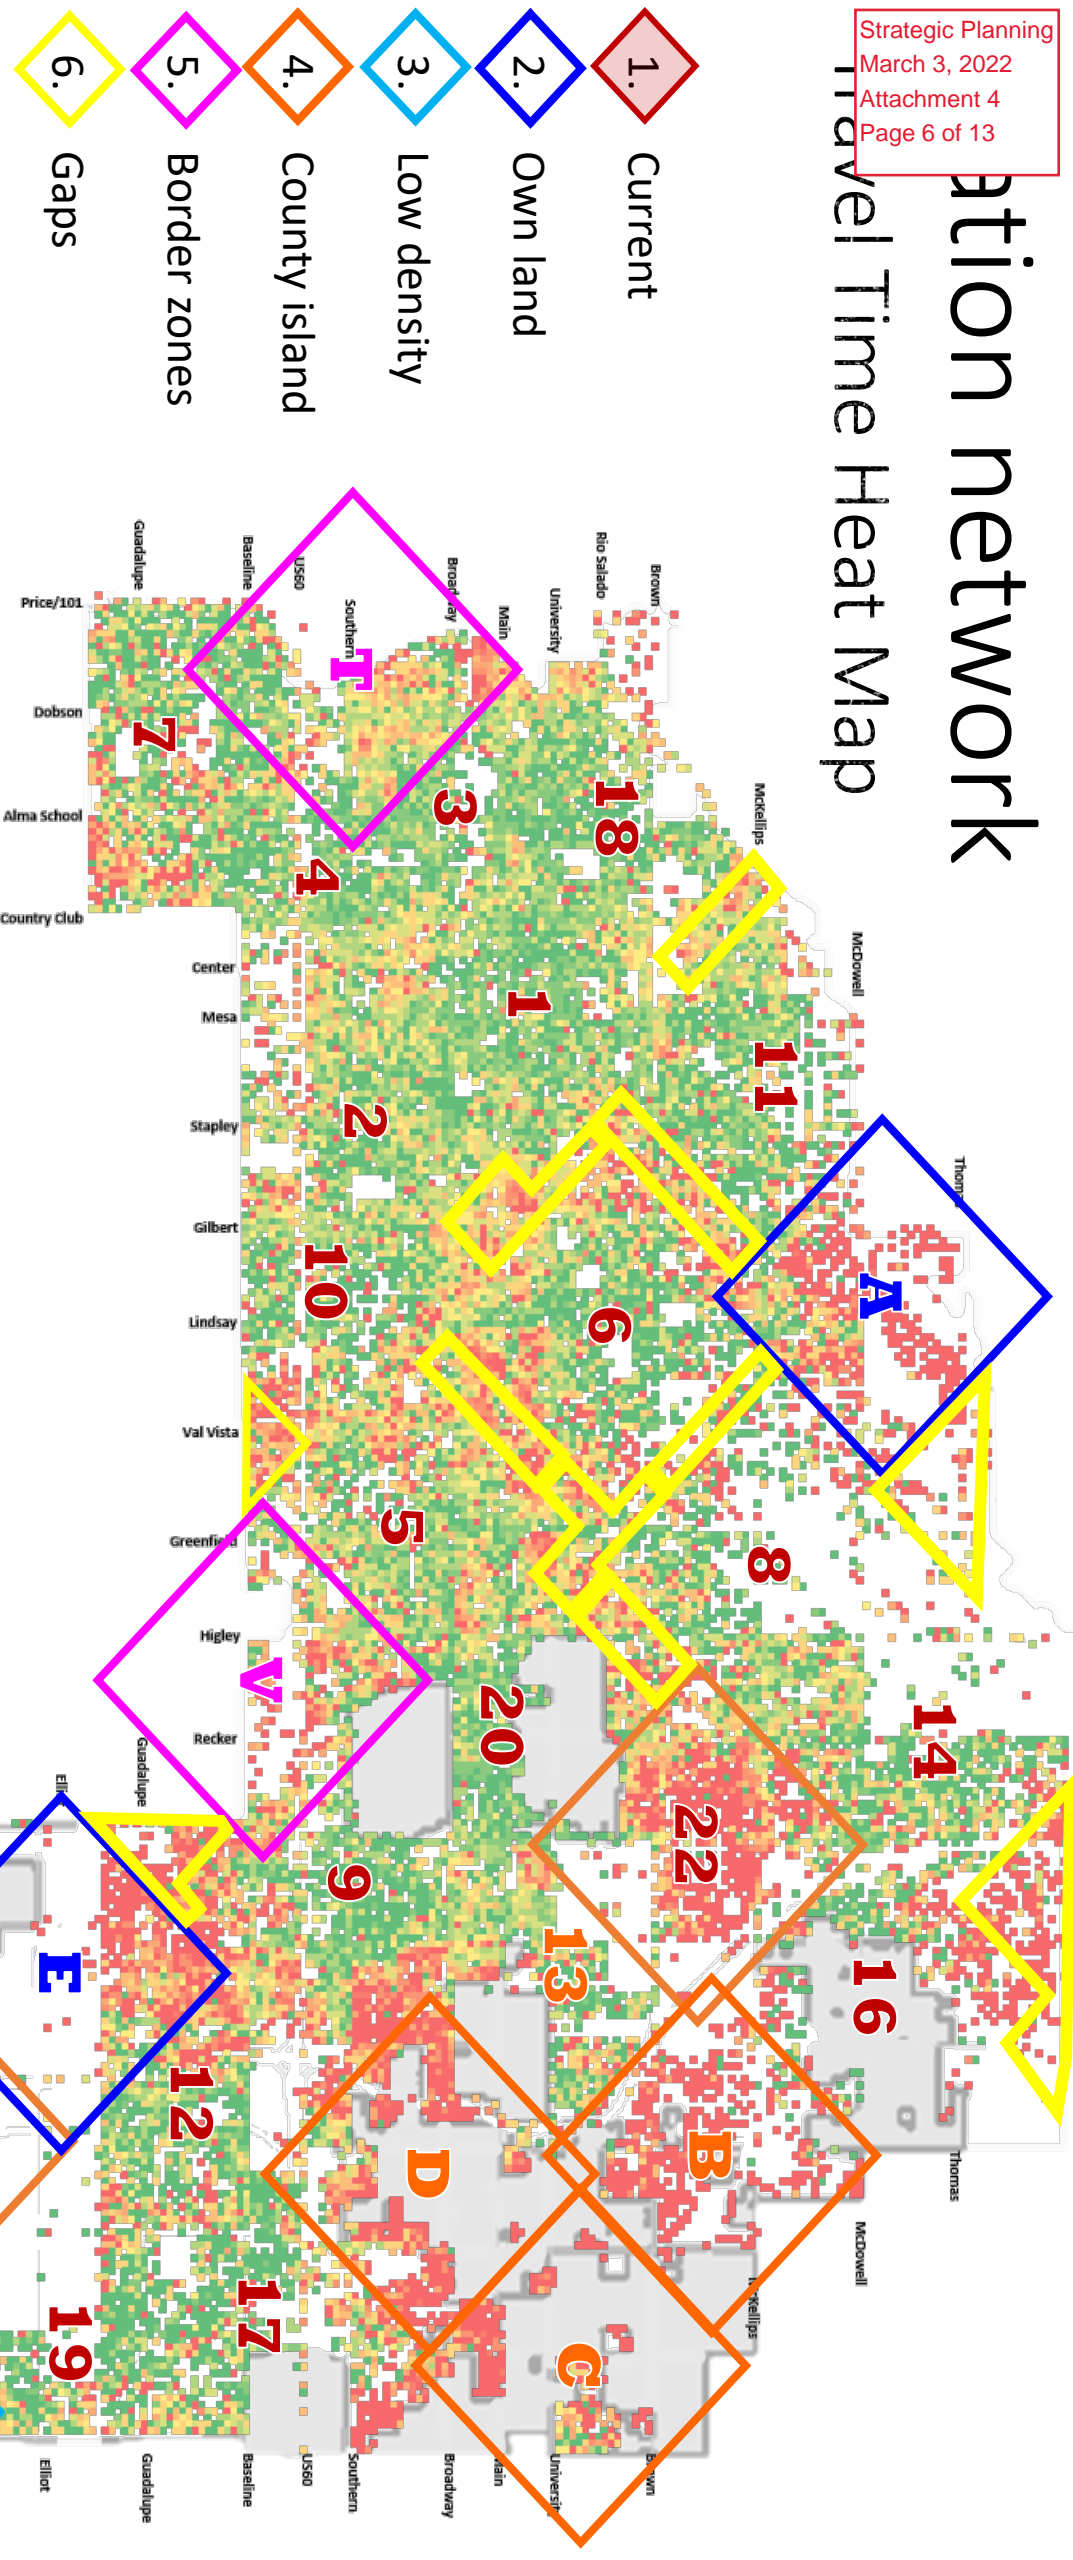 Strategic Planning
March 3, 2022
Attachment 4
Page 6 of 13
ation network
Travel Time Heat Map
1. Current
2. Own land
3. Low density
4. County island
5. Border zones
6. Gaps
Thomas
McDowell
McKellips
Brown
Rio Salado
University
Main
Broadway
Southern
US60
Baseline
Guadalupe
Price/101
Dobson
Alma School
Country Club
Center
Mesa
Stapley
Gilbert
Lindsay
Val Vista
Greenfield
Higley
Recker
Guadalupe
Thomas
McDowell
McKellips
Brown
University
Main
Broadway
Southern
US60
Baseline
Guadalupe
Elliot
T
7
3
18
4
1
11
2
10
A
6
5
8
V
20
14
22
9
13
16
E
12
B
D
17
19
C